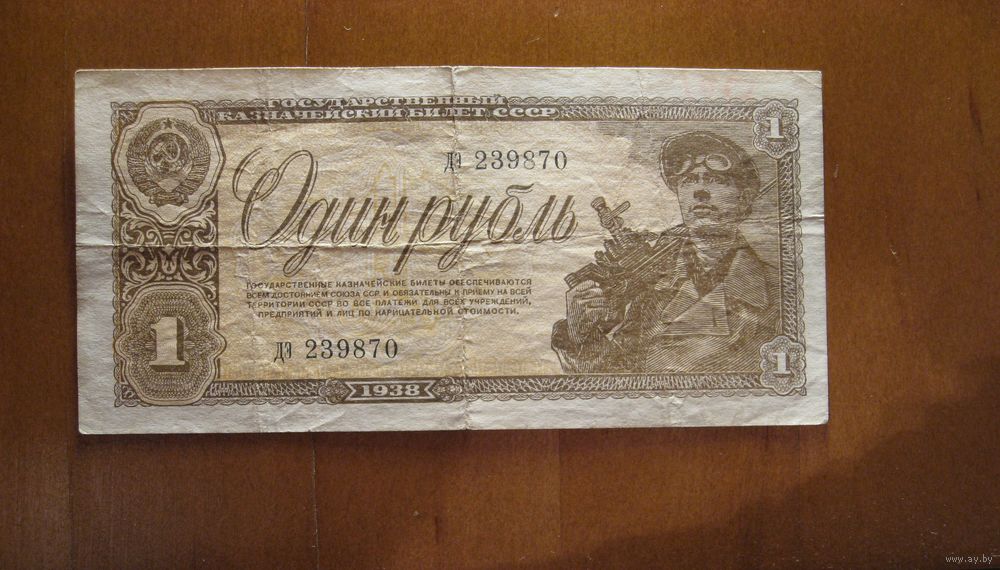 ГОСУДАРСТВЕННЫЙ
КАЗНАЧЕЙСКИЙ БИЛЕТ СССР
1
дэ 239870
Один рубль
ГОСУДАРСТВЕННЫЕ КАЗНАЧЕЙСКИЕ БИЛЕТЫ ОБЕСПЕЧИВАЮТСЯ
ВСЕМ ДОСТОЯНИЕМ СОЮЗА ССР И ОБЯЗАТЕЛЬНЫ К ПРИЕМУ НА ВСЕЙ
ТЕРРИТОРИИ СССР ВО ВСЕ ПЛАТЕЖИ ДЛЯ ВСЕХ УЧРЕЖДЕНИЙ,
ПРЕДПРИЯТИЙ И ЛИЦ ПО НАРИЦАТЕЛЬНОЙ СТОИМОСТИ.
1
дэ 239870
1
1938
www.ay.by